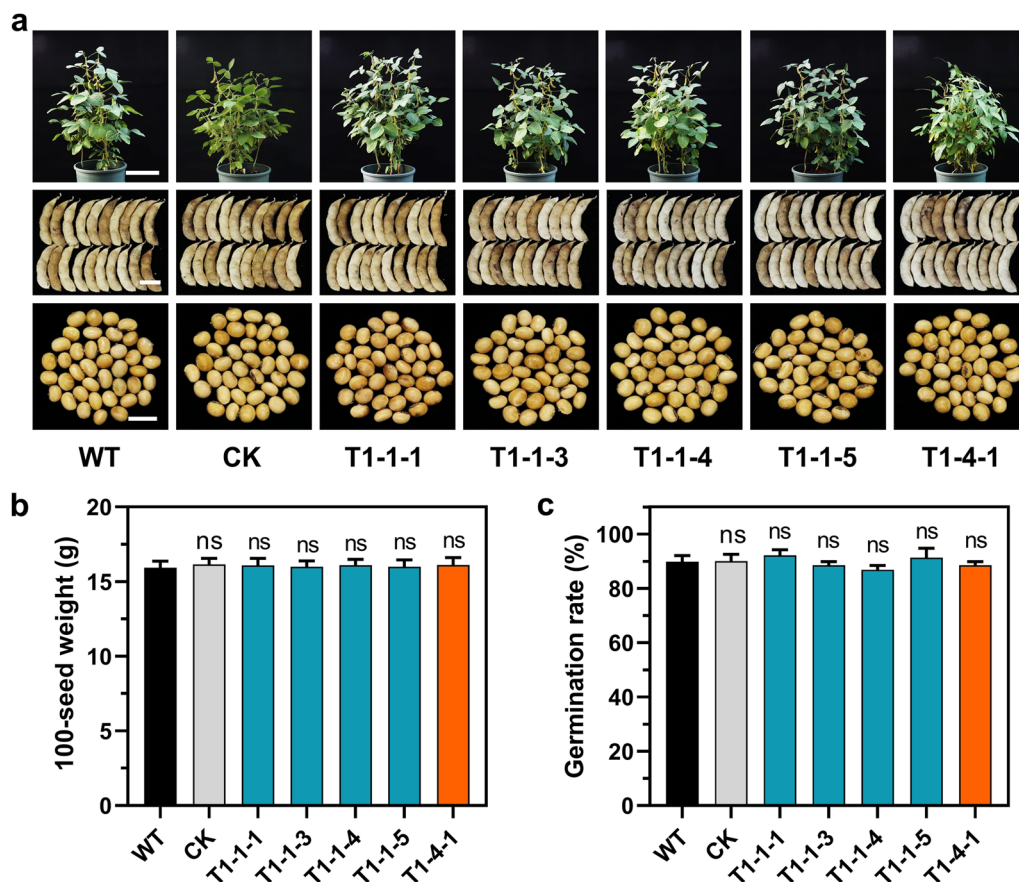 a
WT CK T1-1-1 T1-1-3 T1-1-4 T1-1-5 T1-4-1
b
100-seed weight (g)
20
15
10
5
0
ns ns ns ns ns ns
WT CK T1-1-1 T1-1-3 T1-1-4 T1-1-5 T1-4-1
c
Germination rate (%)
100
80
60
40
20
0
ns ns ns ns ns ns
WT CK T1-1-1 T1-1-3 T1-1-4 T1-1-5 T1-4-1